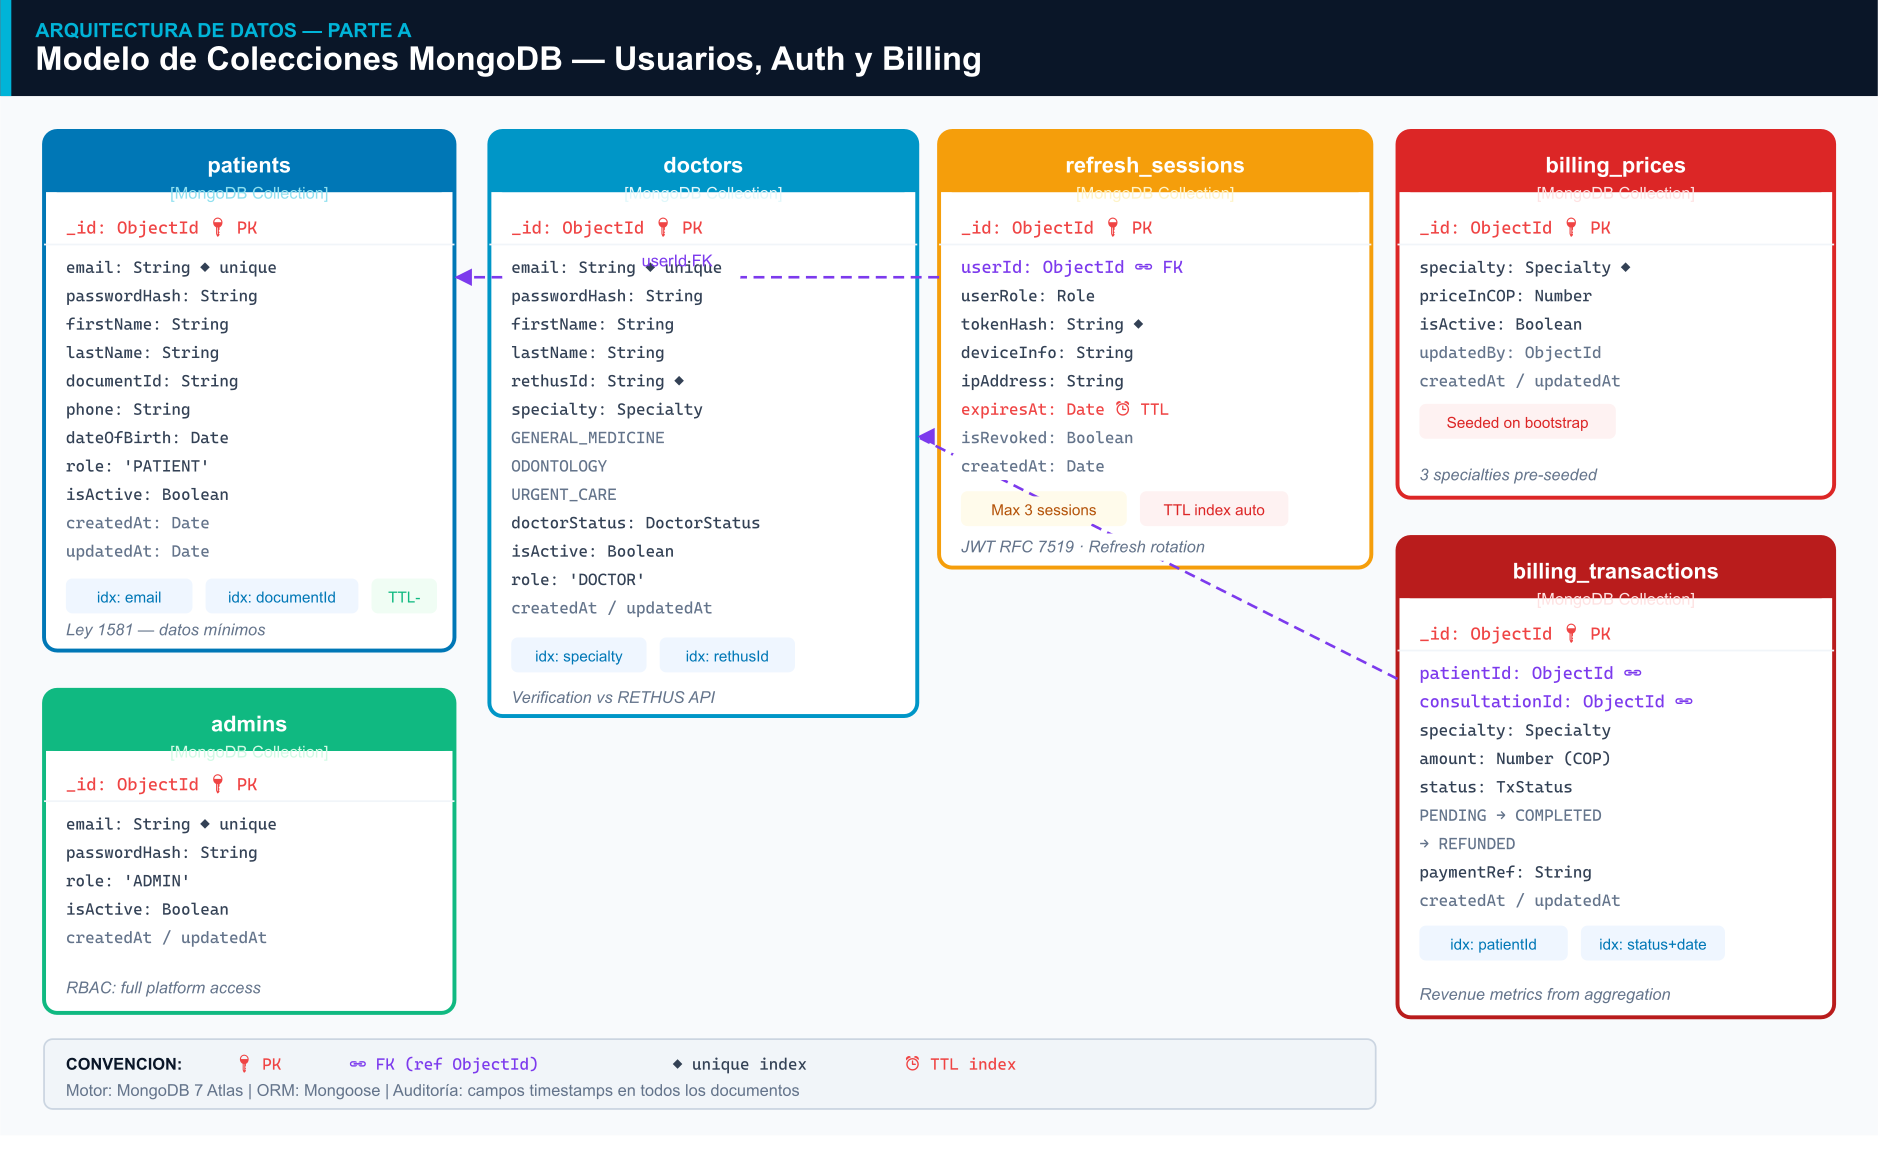 ARQUITECTURA DE DATOS — PARTE A
Modelo de Colecciones MongoDB — Usuarios, Auth y Billing
patients
[MongoDB Collection]
_id: ObjectId PK
email: String ◆ unique
passwordHash: String
firstName: String
lastName: String
documentId: String
phone: String
dateOfBirth: Date
role: 'PATIENT'
isActive: Boolean
createdAt: Date
updatedAt: Date
idx: email
idx: documentId
TTL-
Ley 1581 — datos mínimos
doctors
[MongoDB Collection]
_id: ObjectId PK
userId FK
email: String ◆ unique
passwordHash: String
firstName: String
lastName: String
rethusId: String ◆
specialty: Specialty
GENERAL_MEDICINE
ODONTOLOGY
URGENT_CARE
doctorStatus: DoctorStatus
isActive: Boolean
role: 'DOCTOR'
createdAt / updatedAt
idx: specialty
idx: rethusId
Verification vs RETHUS API
refresh_sessions
[MongoDB Collection]
_id: ObjectId PK
userId: ObjectId FK
userRole: Role
tokenHash: String ◆
deviceInfo: String
ipAddress: String
expiresAt: Date TTL
isRevoked: Boolean
createdAt: Date
Max 3 sessions
TTL index auto
JWT RFC 7519 · Refresh rotation
billing_prices
[MongoDB Collection]
_id: ObjectId PK
specialty: Specialty ◆
priceInCOP: Number
isActive: Boolean
updatedBy: ObjectId
createdAt / updatedAt
Seeded on bootstrap
3 specialties pre-seeded
billing_transactions
[MongoDB Collection]
_id: ObjectId PK
patientId: ObjectId
consultationId: ObjectId
specialty: Specialty
amount: Number (COP)
status: TxStatus
PENDING → COMPLETED
→ REFUNDED
paymentRef: String
createdAt / updatedAt
idx: patientId
idx: status+date
Revenue metrics from aggregation
admins
[MongoDB Collection]
_id: ObjectId PK
email: String ◆ unique
passwordHash: String
role: 'ADMIN'
isActive: Boolean
createdAt / updatedAt
RBAC: full platform access
CONVENCION: PK FK (ref ObjectId) ◆ unique index TTL index
Motor: MongoDB 7 Atlas | ORM: Mongoose | Auditoría: campos timestamps en todos los documentos